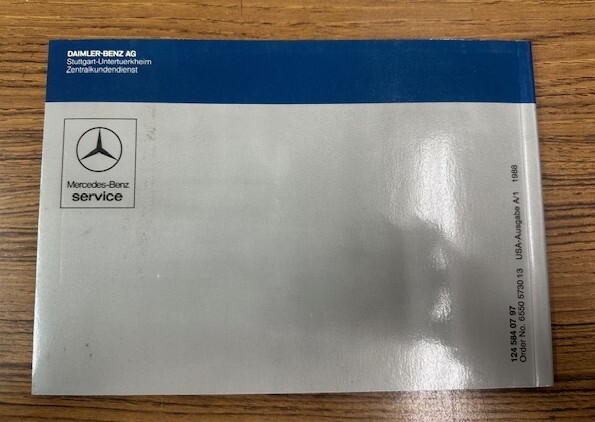 DAIMLER-BENZ AG
Stuttgart-Untertuerkheim
Zentralkundendienst
Mercedes-Benz
service
124 584 07 97
Order No. 6550 5730 13 USA-Ausgabe A/1 1988